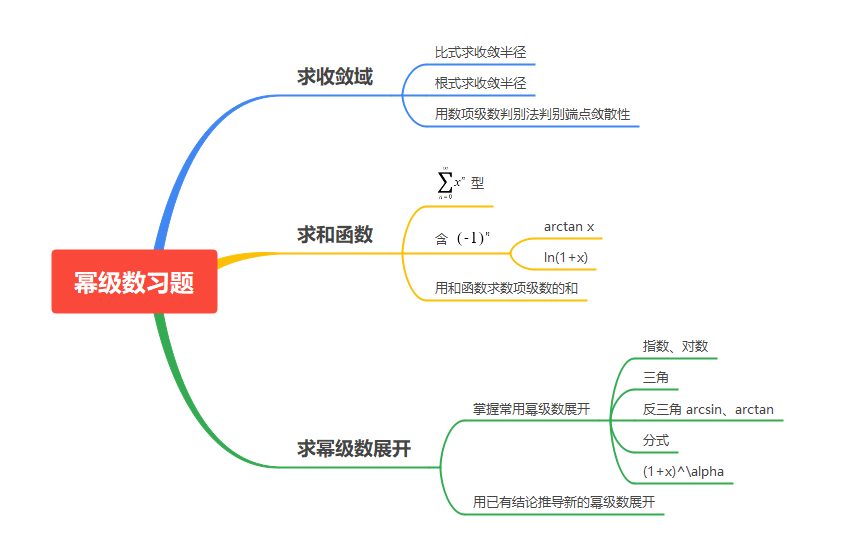 幂级数习题
求收敛域
比式求收敛半径
根式求收敛半径
用数项级数判别法判别端点敛散性
求和函数
\sum_{n=0}^{\infty} x^n 型
含 (-1)^n
arctan x
ln(1+x)
用和函数求数项级数的和
求幂级数展开
掌握常用幂级数展开
指数、对数
三角
反三角 arcsin、arctan
分式
(1+x)^\alpha
用已有结论推导新的幂级数展开